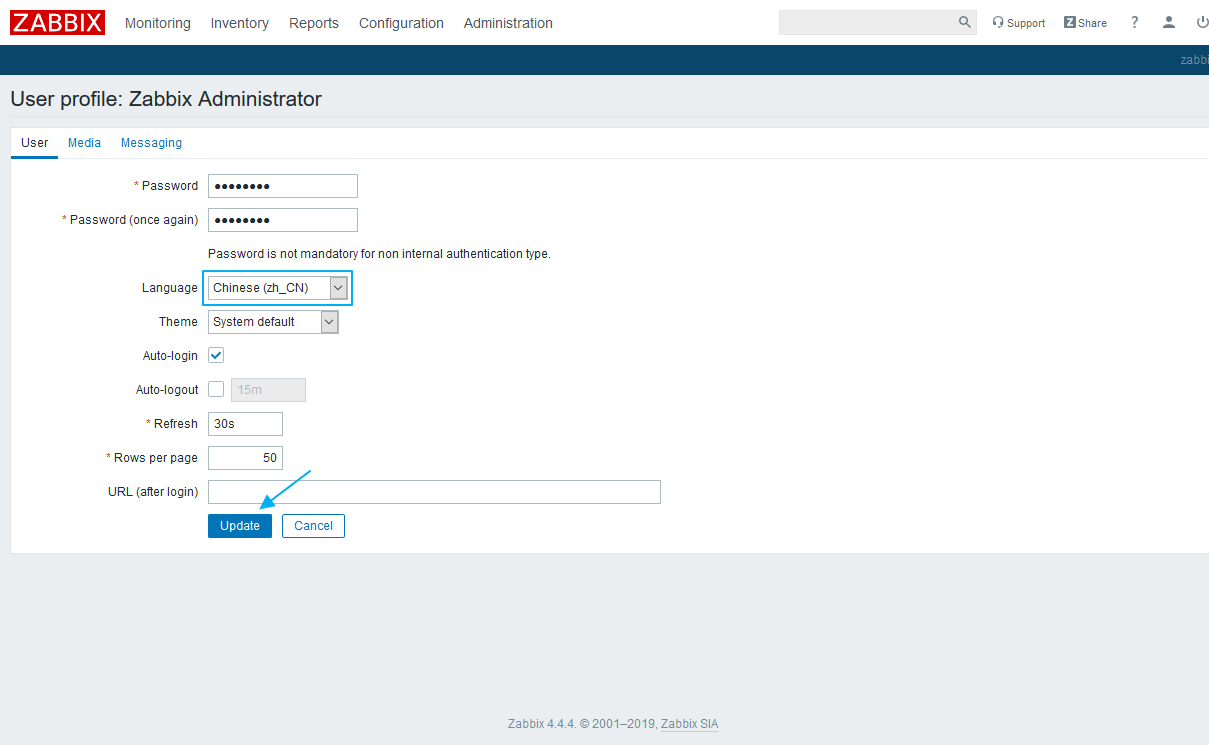 ZABBIX Monitoring Inventory Reports Configuration Administration Support Z Share ?
zabbi
User profile: Zabbix Administrator
User Media Messaging
* Password ●●●●●●●●
* Password (once again) ●●●●●●●●
Password is not mandatory for non internal authentication type.
Language Chinese (zh_CN)
Theme System default
Auto-login
Auto-logout 15m
* Refresh 30s
* Rows per page 50
URL (after login)
Update Cancel
Zabbix 4.4.4. © 2001–2019, Zabbix SIA